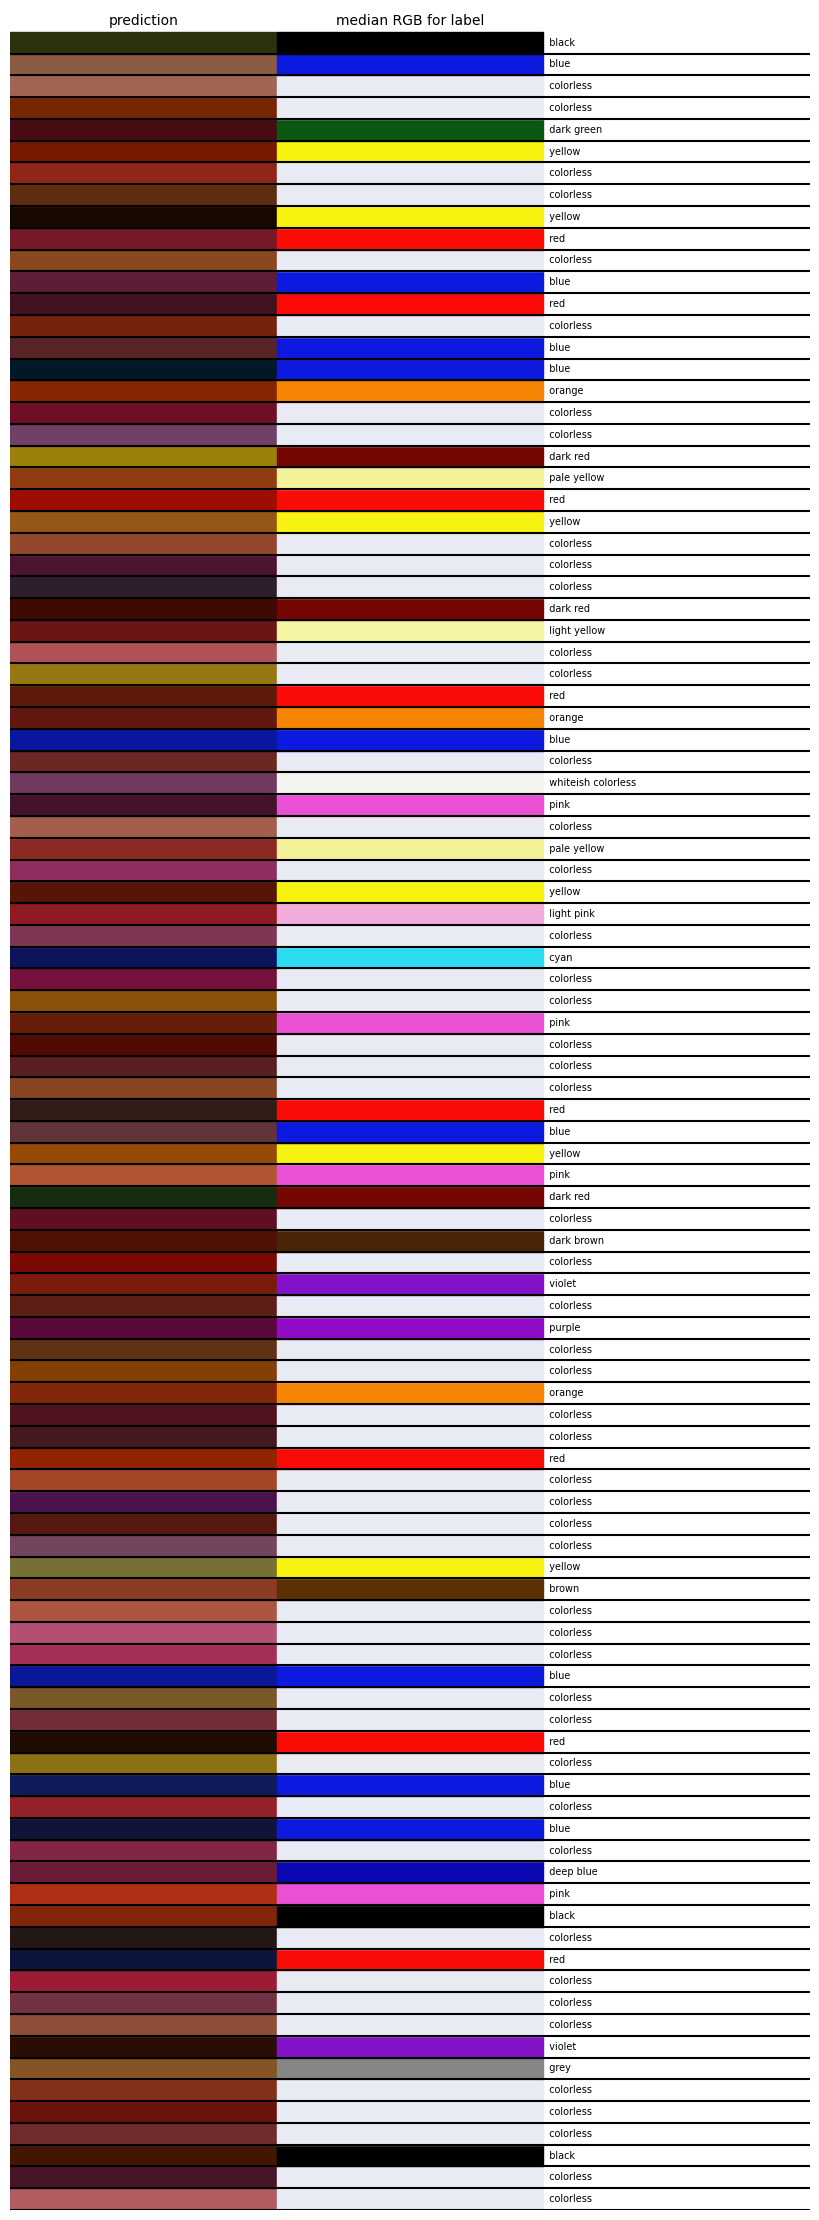 prediction
median RGB for label
black
blue
colorless
colorless
dark green
yellow
colorless
colorless
yellow
red
colorless
blue
red
colorless
blue
blue
orange
colorless
colorless
dark red
pale yellow
red
yellow
colorless
colorless
colorless
dark red
light yellow
colorless
colorless
red
orange
blue
colorless
whiteish colorless
pink
colorless
pale yellow
colorless
yellow
light pink
colorless
cyan
colorless
colorless
pink
colorless
colorless
colorless
red
blue
yellow
pink
dark red
colorless
dark brown
colorless
violet
colorless
purple
colorless
colorless
orange
colorless
colorless
red
colorless
colorless
colorless
colorless
yellow
brown
colorless
colorless
colorless
blue
colorless
colorless
red
colorless
blue
colorless
blue
colorless
deep blue
pink
black
colorless
red
colorless
colorless
colorless
violet
grey
colorless
colorless
colorless
black
colorless
colorless